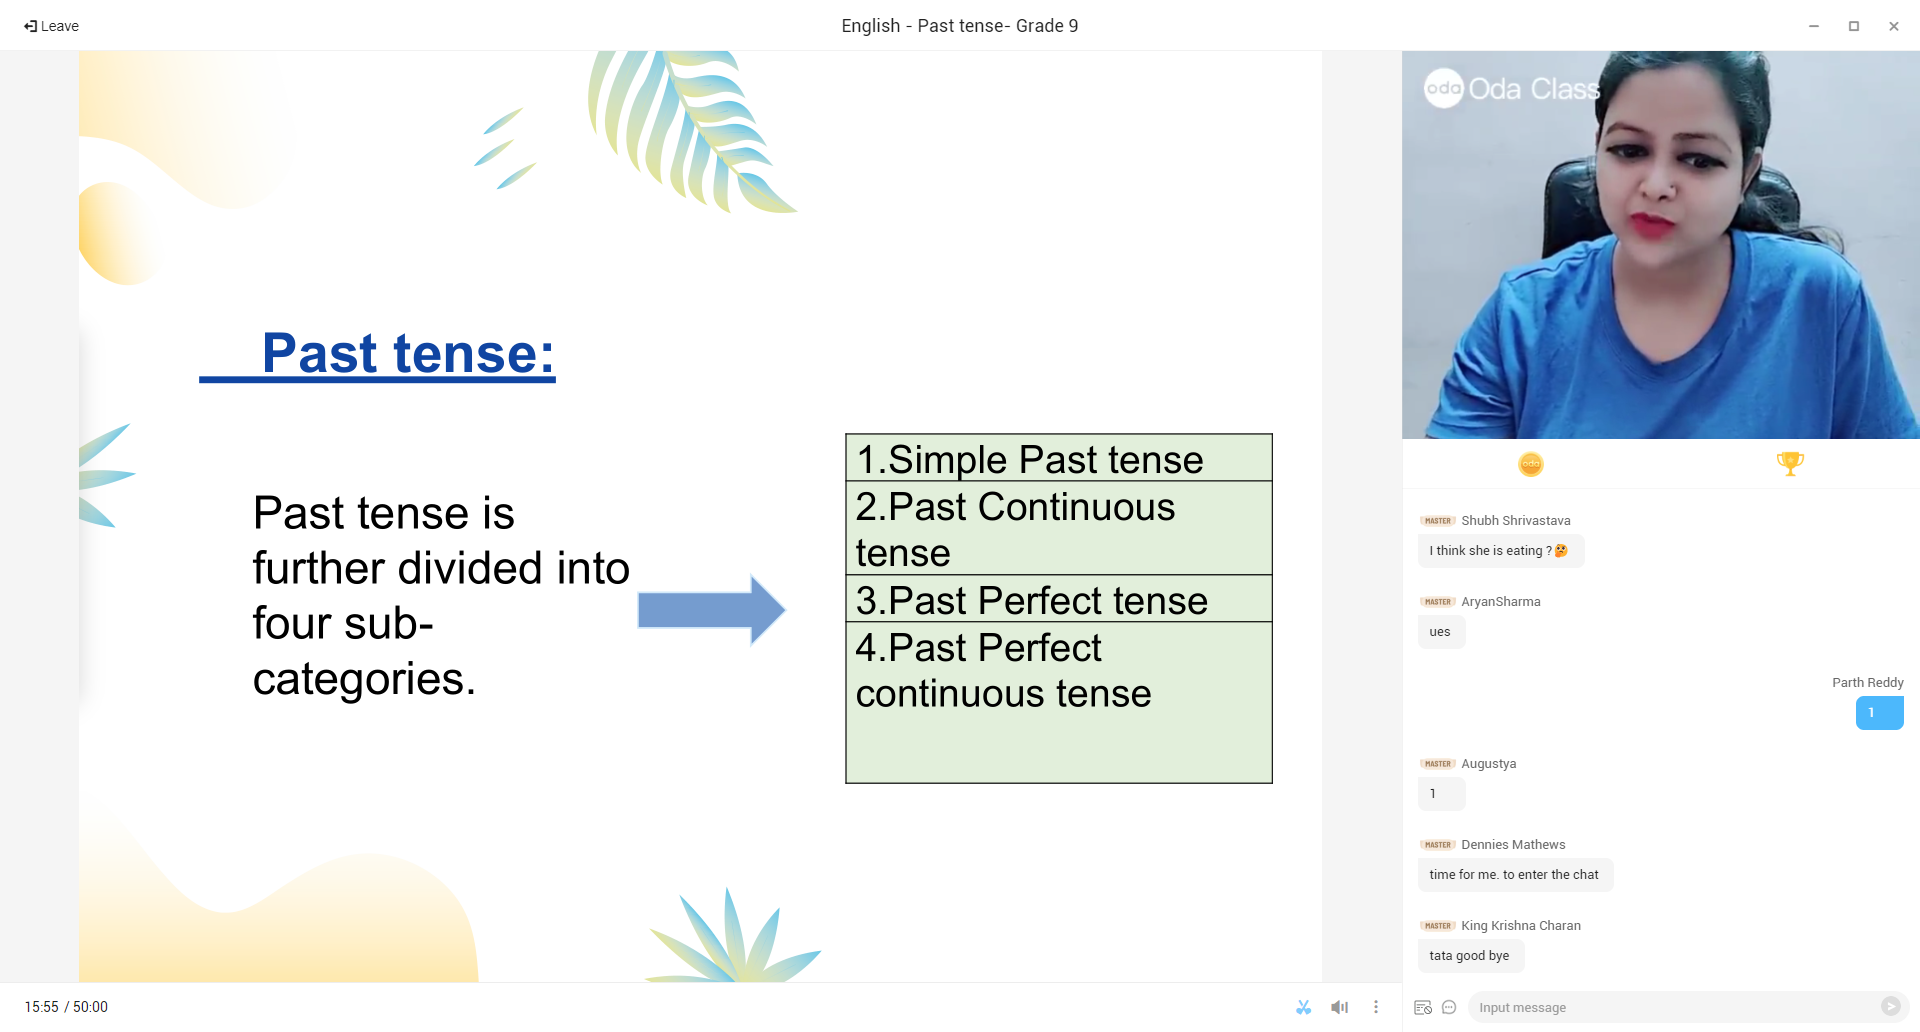 Leave
English - Past tense- Grade 9
oda Oda Class
Past tense:
Past tense is
further divided into
four sub-
categories.
1.Simple Past tense
2.Past Continuous
tense
3.Past Perfect tense
4.Past Perfect
continuous tense
oda
MASTER Shubh Shrivastava
I think she is eating ?🤔
MASTER AryanSharma
ues
Parth Reddy
1
MASTER Augustya
1
MASTER Dennies Mathews
time for me. to enter the chat
MASTER King Krishna Charan
tata good bye
15:55 / 50:00
Input message